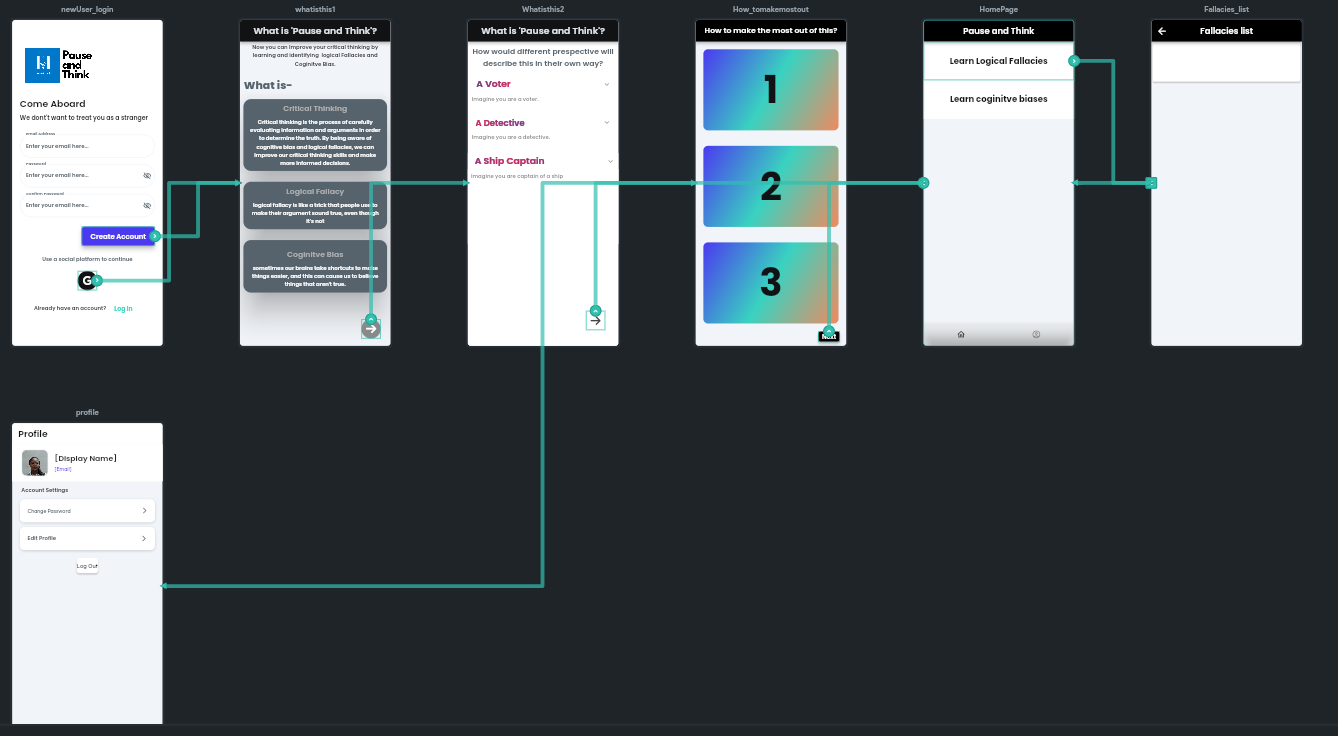 newUser_login
Pause
and
Think
Come Aboard
We don't want to treat you as a stranger
email address
Enter your email here...
Password
Enter your email here...
confirm password
Enter your email here...
Create Account
Use a social platform to continue
G
Already have an account? Log in
whatisthis1
What is 'Pause and Think'?
Now you can improve your critical thinking by
learning and identifying logical Fallacies and
Cognitve Bias.
What is-
Critical Thinking
Critical thinking is the process of carefully
evaluating information and arguments in order
to determine the truth. By being aware of
cognitive bias and logical fallacies, we can
improve our critical thinking skills and make
more informed decisions.
Logical Fallacy
logical fallacy is like a trick that people use to
make their argument sound true, even though
it's not
Coginitve Bias
sometimes our brains take shortcuts to make
things easier, and this can cause us to believe
things that aren't true.
Whatisthis2
What is 'Pause and Think'?
How would different perspective will
describe this in their own way?
A Voter
Imagine you are a voter.
A Detective
Imagine you are a detective.
A Ship Captain
Imagine you are captain of a ship
How_tomakemostout
How to make the most out of this?
1
2
3
Next
HomePage
Pause and Think
Learn Logical Fallacies
Learn coginitve biases
Fallacies_list
Fallacies list
profile
Profile
[Display Name]
[Email]
Account Settings
Change Password
Edit Profile
Log Out